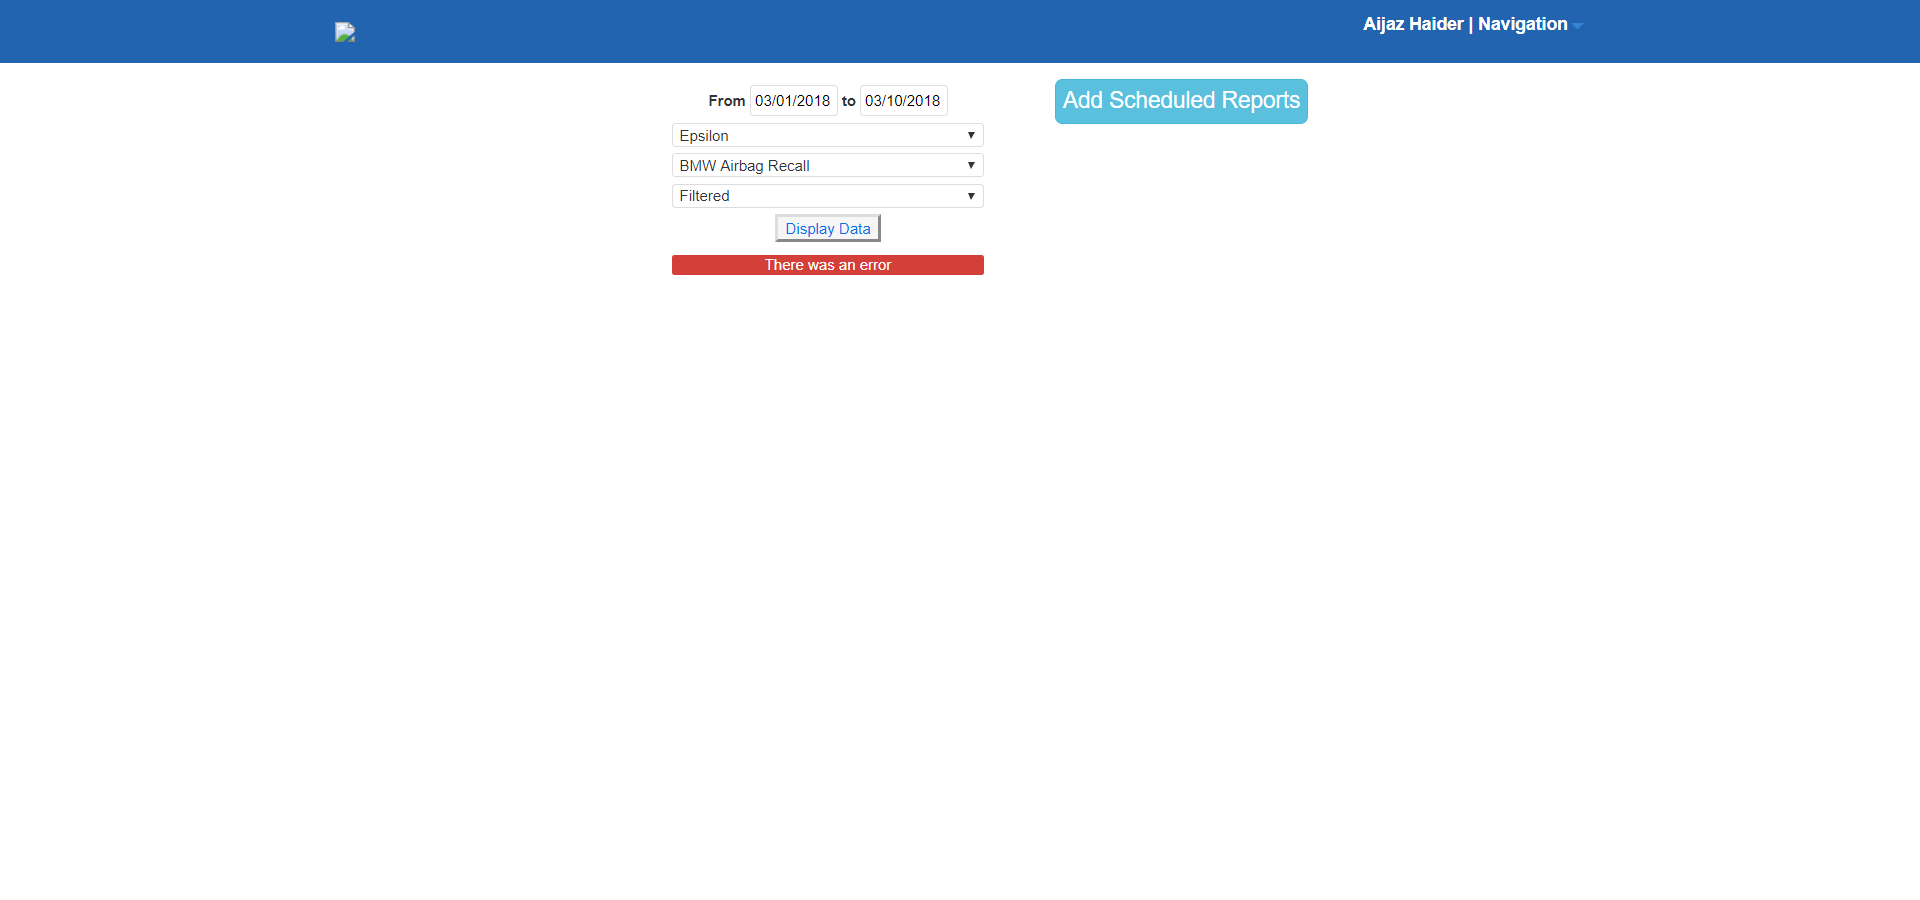 Aijaz Haider | Navigation
From 03/01/2018 to 03/10/2018
Add Scheduled Reports
Epsilon
BMW Airbag Recall
Filtered
Display Data
There was an error